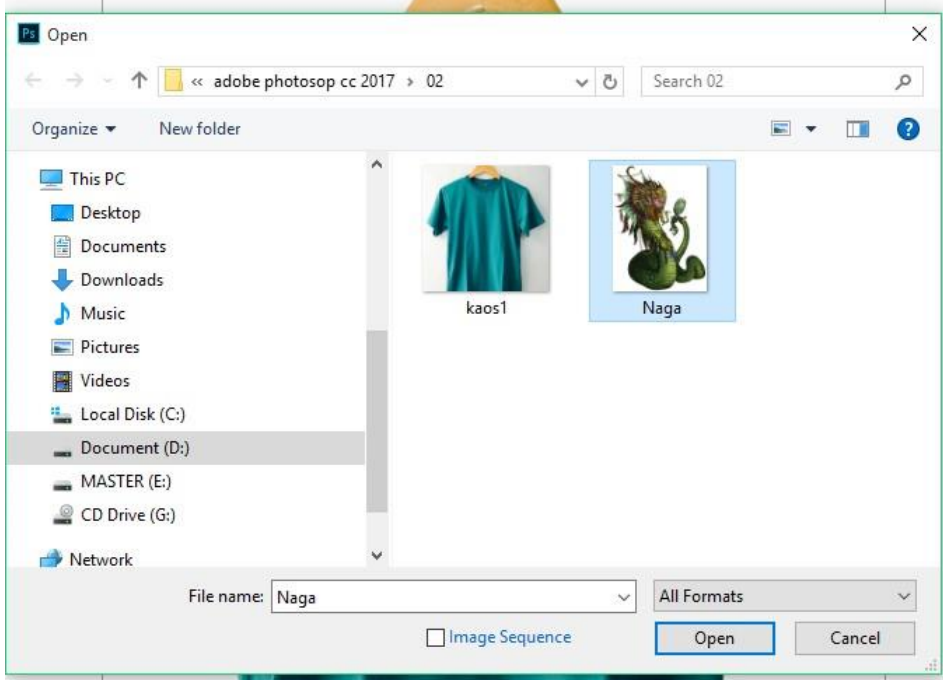 Ps Open
« adobe photosop cc 2017 › 02
Search 02
Organize
New folder
?
This PC
Desktop
Documents
Downloads
Music
Pictures
Videos
Local Disk (C:)
Document (D:)
MASTER (E:)
CD Drive (G:)
Network
kaos1
Naga
File name: Naga
All Formats
Image Sequence
Open
Cancel